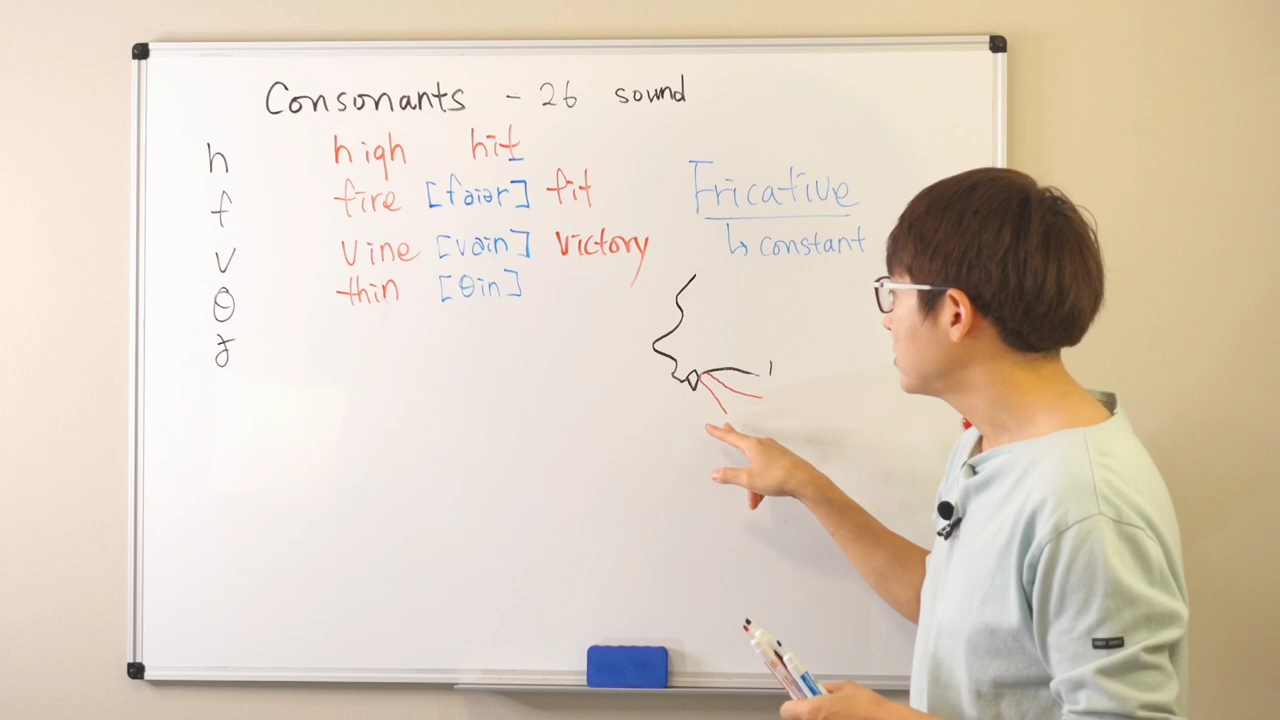 Consonants - 26 sound
h high hit
f fire [faiər] fit
v vine [vain] victory
θ thin [θin]
ð
Fricative
↳ constant